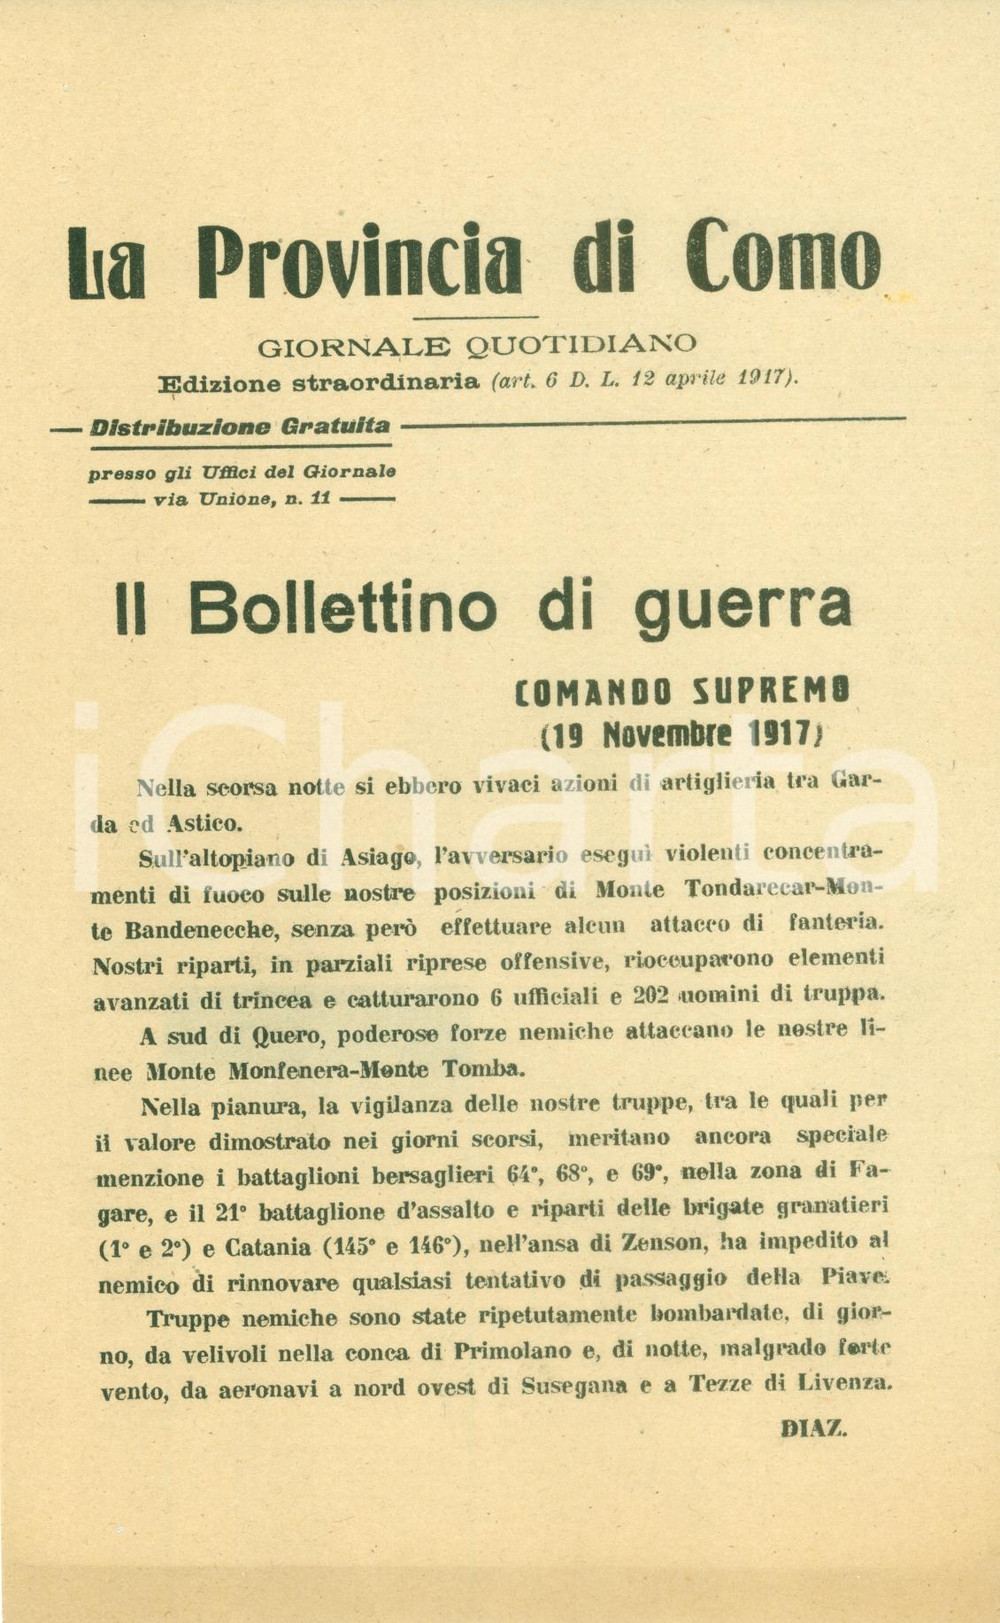 La Provincia di Como
GIORNALE QUOTIDIANO
Edizione straordinaria (art. 6 D. L. 12 aprile 1917).
Distribuzione Gratuita
presso gli Uffici del Giornale
via Unione, n. 11
Il Bollettino di guerra
COMANDO SUPREMO
(19 Novembre 1917)
Nella scorsa notte si ebbero vivaci azioni di artiglieria tra Gar-
da ed Astico.
Sull'altopiano di Asiago, l'avversario eseguì violenti concentra-
menti di fuoco sulle nostre posizioni di Monte Tondarecar-Mon-
te Bandenecche, senza però effettuare alcun attacco di fanteria.
Nostri riparti, in parziali riprese offensive, rioccuparono elementi
avanzati di trincea e catturarono 6 ufficiali e 202 uomini di truppa.
A sud di Quero, poderose forze nemiche attaccano le nostre li-
nee Monte Monfenera-Monte Tomba.
Nella pianura, la vigilanza delle nostre truppe, tra le quali per
il valore dimostrato nei giorni scorsi, meritano ancora speciale
menzione i battaglioni bersaglieri 64°, 68°, e 69°, nella zona di Fa-
gare, e il 21° battaglione d'assalto e riparti delle brigate granatieri
(1° e 2°) e Catania (145° e 146°), nell'ansa di Zenson, ha impedito al
nemico di rinnovare qualsiasi tentativo di passaggio della Piave.
Truppe nemiche sono state ripetutamente bombardate, di gior-
no, da velivoli nella conca di Primolano e, di notte, malgrado forte
vento, da aeronavi a nord ovest di Susegana e a Tezze di Livenza.
DIAZ.
iCharta